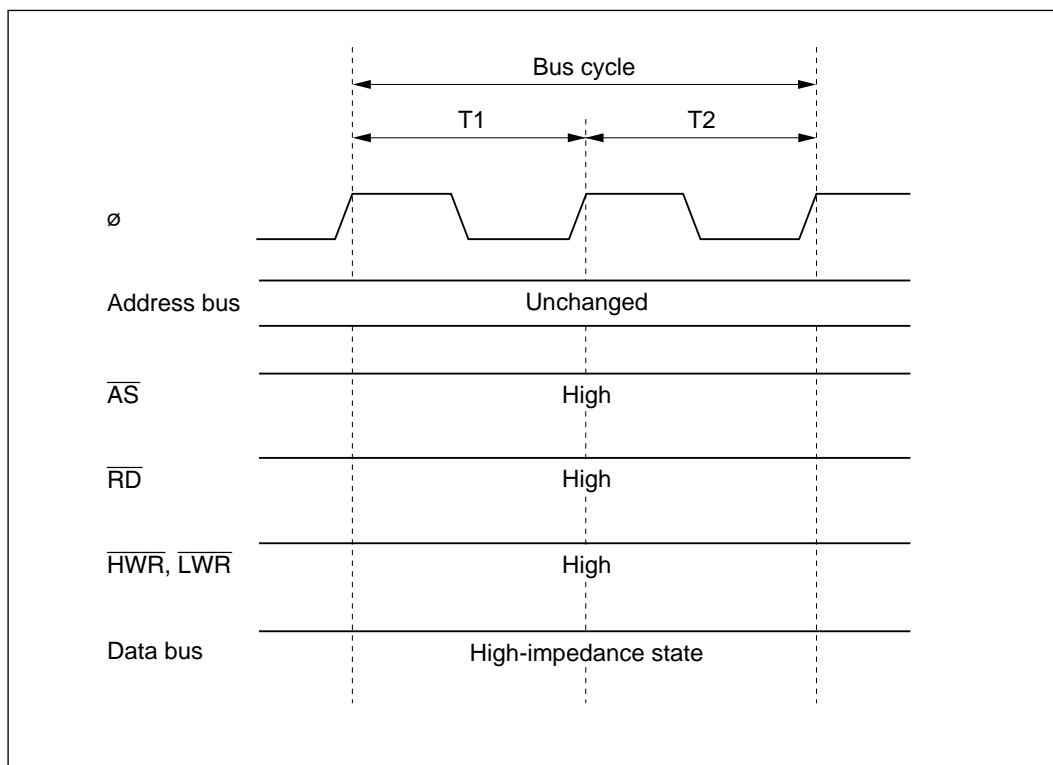 Bus cycle
T1 T2
ø
Address bus Unchanged
AS High
RD High
HWR, LWR High
Data bus High-impedance state